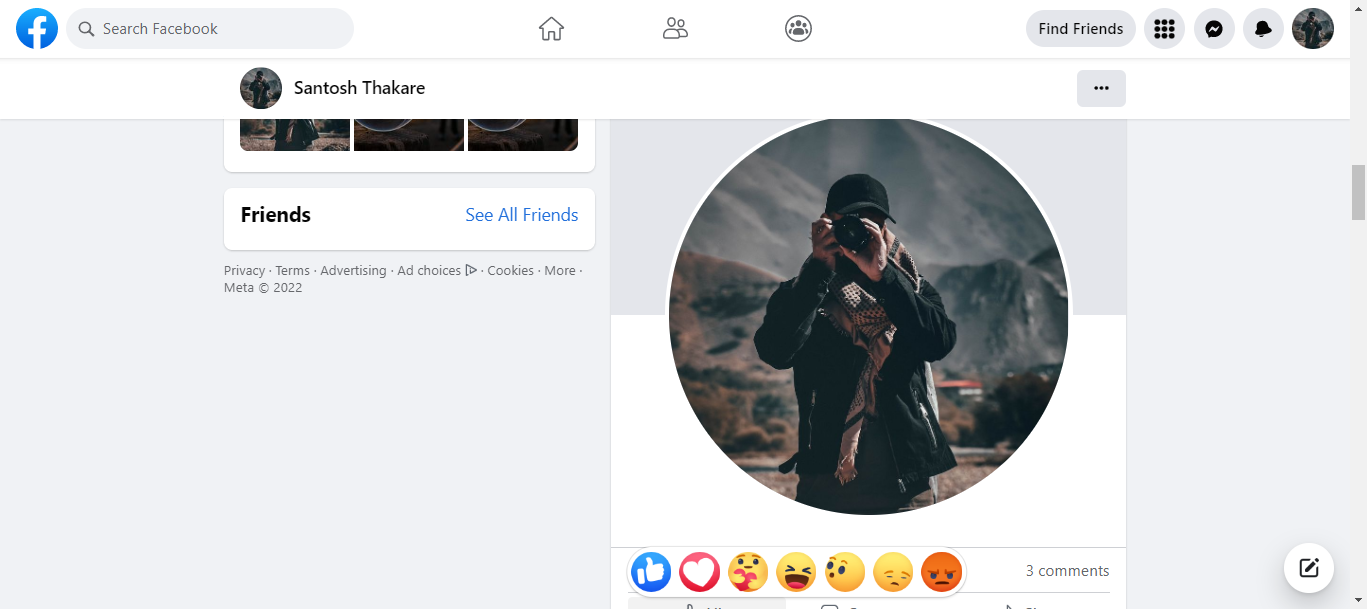 Search Facebook
Find Friends
Santosh Thakare
Friends
See All Friends
Privacy · Terms · Advertising · Ad choices · Cookies · More ·
Meta © 2022
3 comments